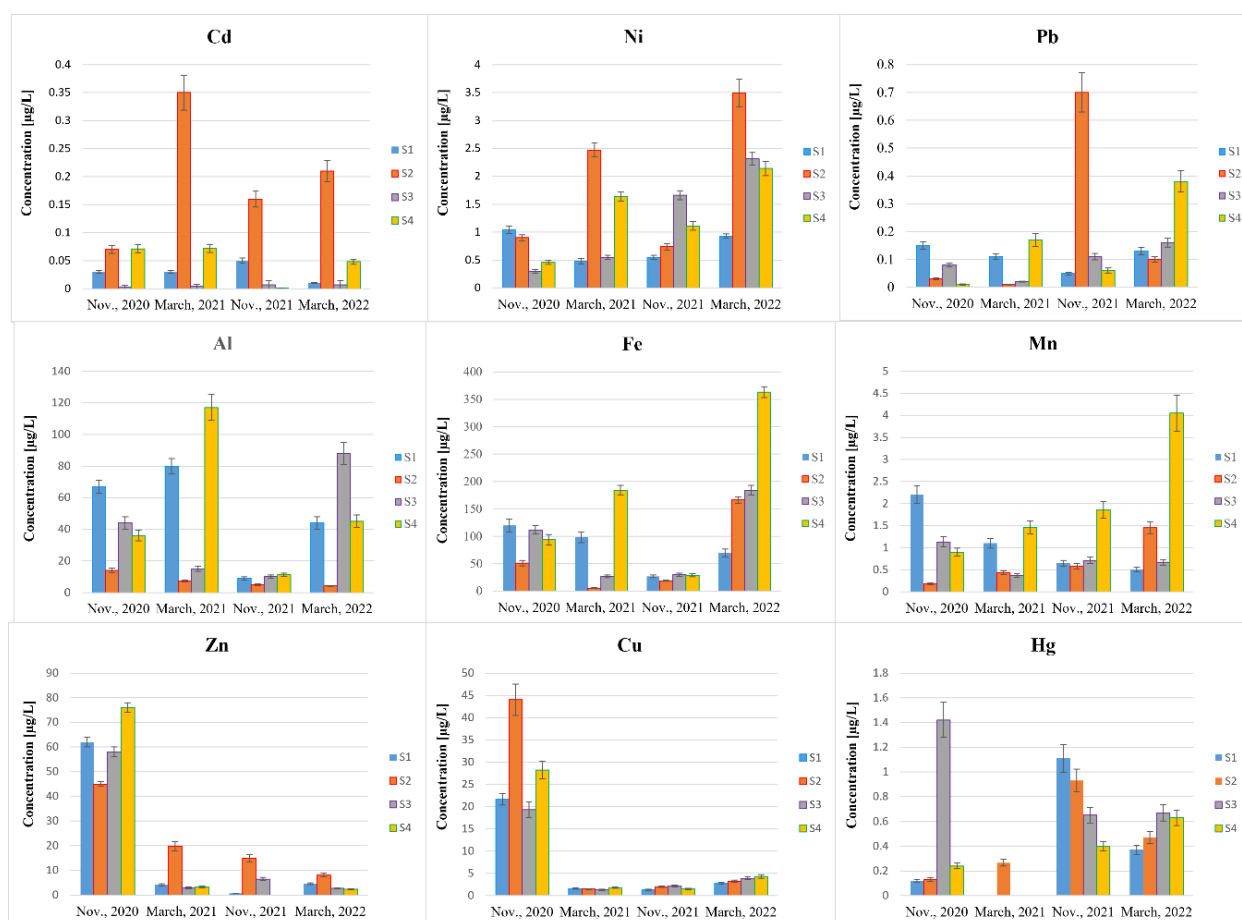 Cd
Concentration [µg/L]
0.4
0.35
0.3
0.25
0.2
0.15
0.1
0.05
0
Nov., 2020 March, 2021 Nov., 2021 March, 2022
S1
S2
S3
S4
Ni
Concentration [µg/L]
4
3.5
3
2.5
2
1.5
1
0.5
0
Nov., 2020 March, 2021 Nov., 2021 March, 2022
S1
S2
S3
S4
Pb
Concentration [µg/L]
0.8
0.7
0.6
0.5
0.4
0.3
0.2
0.1
0
Nov., 2020 March, 2021 Nov., 2021 March, 2022
S1
S2
S3
S4
Al
Concentration [µg/L]
140
120
100
80
60
40
20
0
Nov., 2020 March, 2021 Nov., 2021 March, 2022
S1
S2
S3
S4
Fe
Concentration [µg/L]
400
350
300
250
200
150
100
50
0
Nov., 2020 March, 2021 Nov., 2021 March, 2022
S1
S2
S3
S4
Mn
Concentration [µg/L]
5
4.5
4
3.5
3
2.5
2
1.5
1
0.5
0
Nov., 2020 March, 2021 Nov., 2021 March, 2022
S1
S2
S3
S4
Zn
Concentration [µg/L]
90
80
70
60
50
40
30
20
10
0
Nov., 2020 March, 2021 Nov., 2021 March, 2022
S1
S2
S3
S4
Cu
Concentration [µg/L]
50
45
40
35
30
25
20
15
10
5
0
Nov., 2020 March, 2021 Nov., 2021 March, 2022
S1
S2
S3
S4
Hg
Concentration [µg/L]
1.8
1.6
1.4
1.2
1
0.8
0.6
0.4
0.2
0
Nov., 2020 March, 2021 Nov., 2021 March, 2022
S1
S2
S3
S4